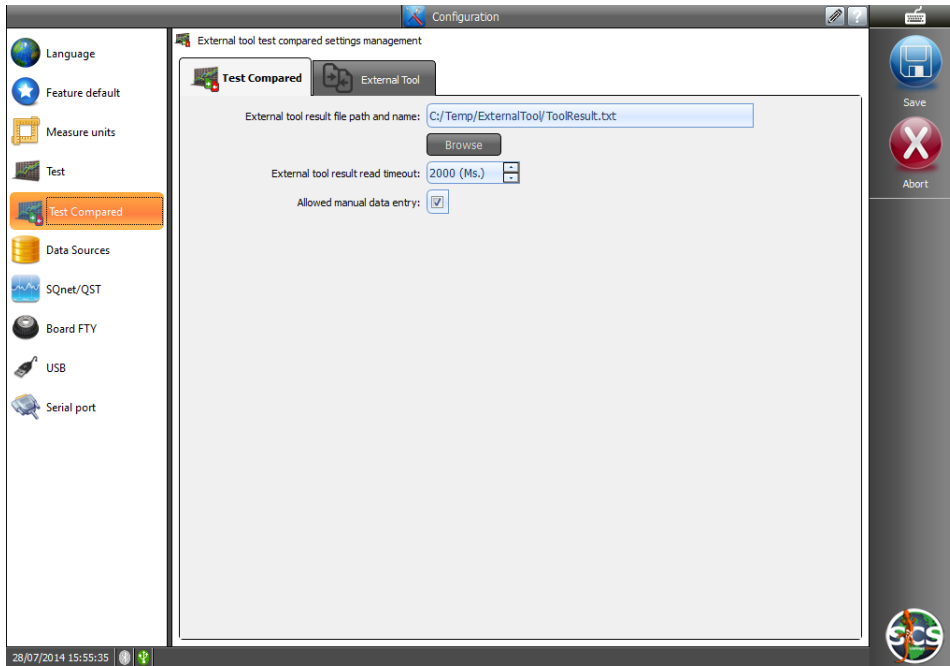 Configuration
?
Language
Feature default
Measure units
Test
Test Compared
Data Sources
SQnet/QST
Board FTY
USB
Serial port
External tool test compared settings management
Test Compared
External Tool
External tool result file path and name: C:/Temp/ExternalTool/ToolResult.txt
Browse
External tool result read timeout: 2000 (Ms.)
Allowed manual data entry:
Save
Abort
28/07/2014 15:55:35
SCS